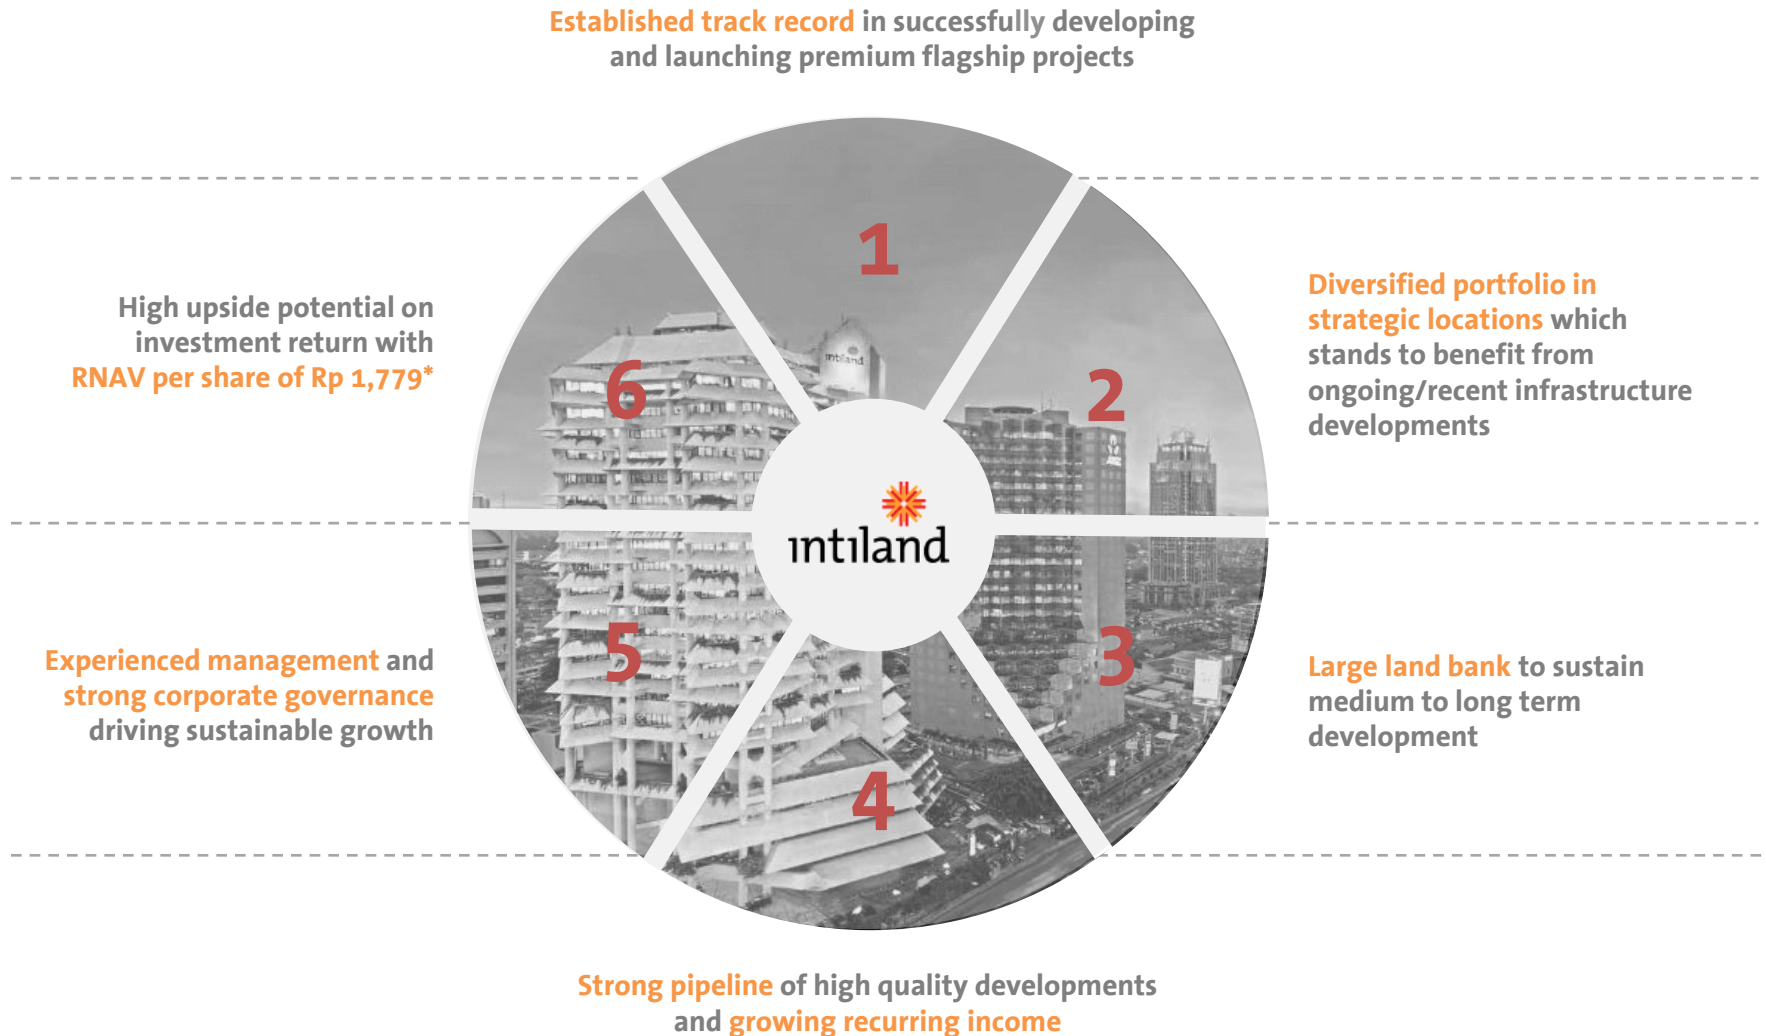 Established track record in successfully developing
and launching premium flagship projects
1
High upside potential on
investment return with
RNAV per share of Rp 1,779*
6
intiland
2
Diversified portfolio in
strategic locations which
stands to benefit from
ongoing/recent infrastructure
developments
intiland
Experienced management and
strong corporate governance
driving sustainable growth
5
3
Large land bank to sustain
medium to long term
development
4
Strong pipeline of high quality developments
and growing recurring income